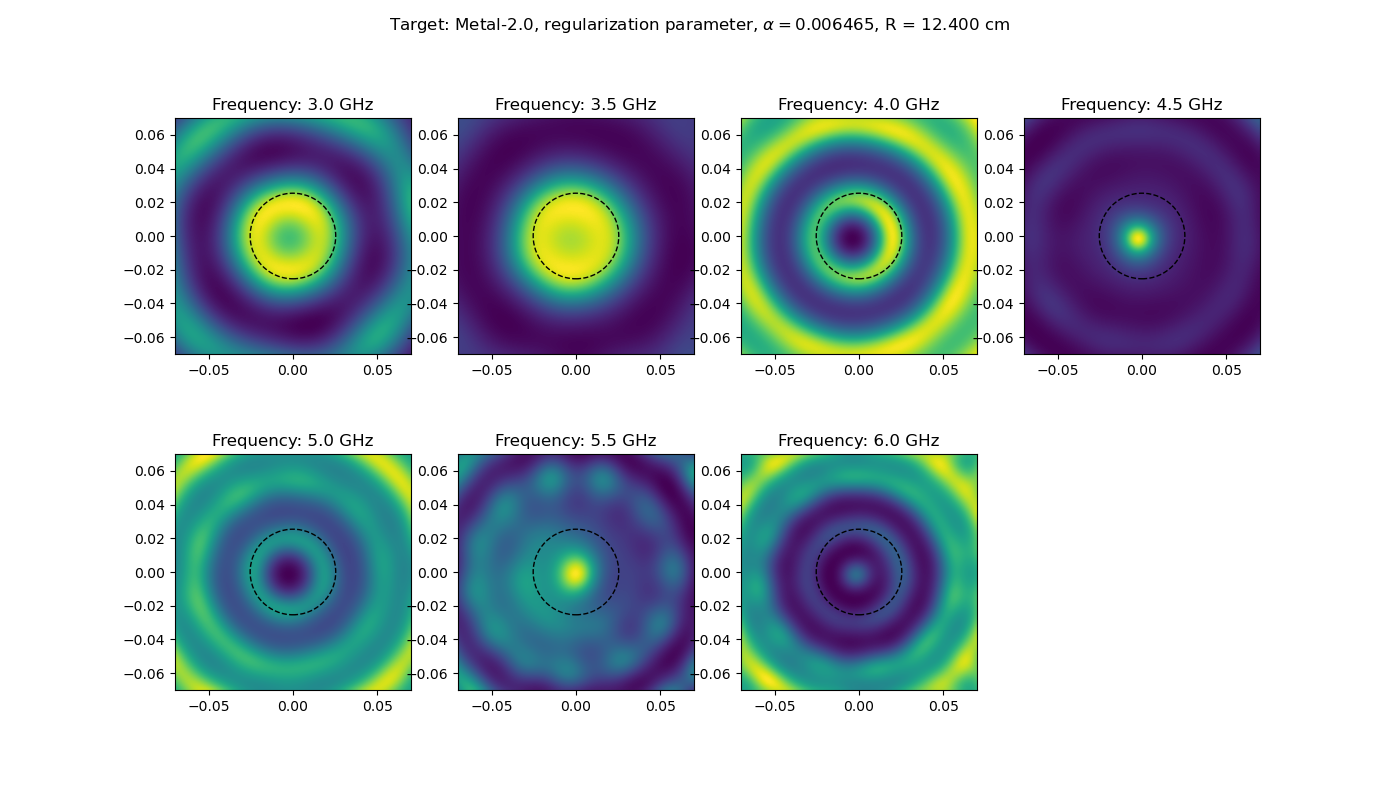 Target: Metal-2.0, regularization parameter, α = 0.006465, R = 12.400 cm
Frequency: 3.0 GHz Frequency: 3.5 GHz Frequency: 4.0 GHz Frequency: 4.5 GHz
0.06 0.06 0.06 0.06
0.04 0.04 0.04 0.04
0.02 0.02 0.02 0.02
0.00 0.00 0.00 0.00
−0.02 −0.02 −0.02 −0.02
−0.04 −0.04 −0.04 −0.04
−0.06 −0.06 −0.06 −0.06
−0.05 0.00 0.05 −0.05 0.00 0.05 −0.05 0.00 0.05 −0.05 0.00 0.05
Frequency: 5.0 GHz Frequency: 5.5 GHz Frequency: 6.0 GHz
0.06 0.06 0.06
0.04 0.04 0.04
0.02 0.02 0.02
0.00 0.00 0.00
−0.02 −0.02 −0.02
−0.04 −0.04 −0.04
−0.06 −0.06 −0.06
−0.05 0.00 0.05 −0.05 0.00 0.05 −0.05 0.00 0.05